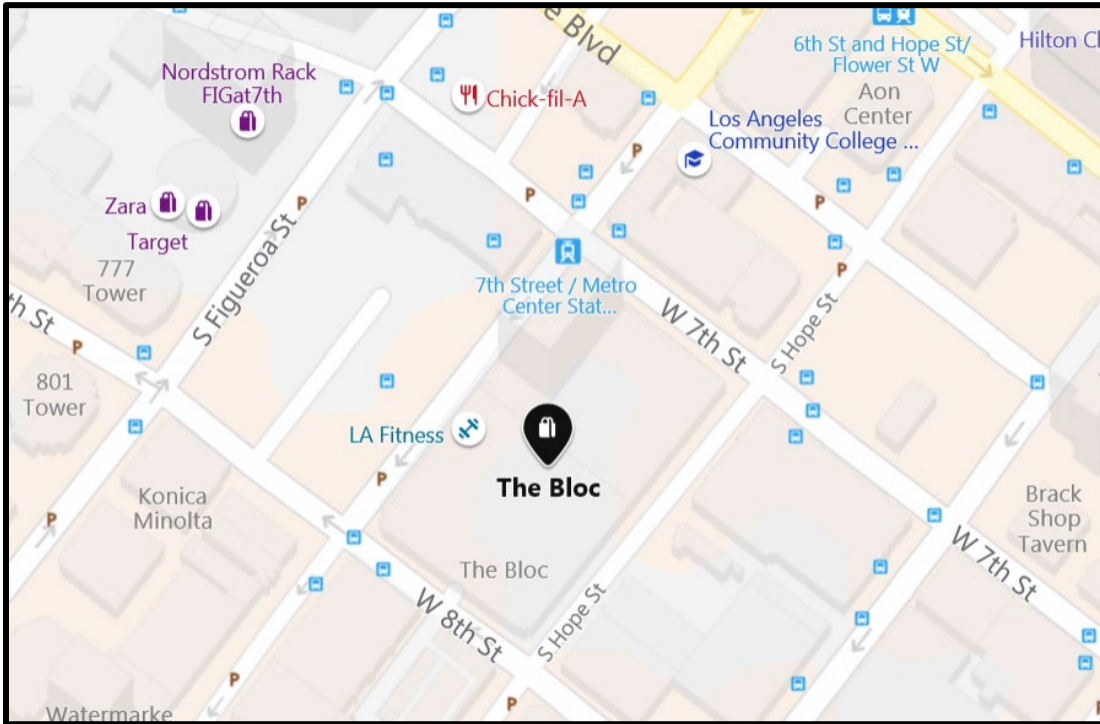 e Blvd
6th St and Hope St/
Flower St W
Hilton Cl
Nordstrom Rack
FIGat7th
Chick-fil-A
Aon
Center
Los Angeles
Community College ...
P
P
P
P
Zara
Target
777
Tower
S Figueroa St
7th Street / Metro
Center Stat...
P
W 7th St
S Hope St
th St
P
801
Tower
LA Fitness
The Bloc
P
Konica
Minolta
P
Brack
Shop
Tavern
W 7th St
The Bloc
W 8th St
S Hope St
P
P
P
Watermarke